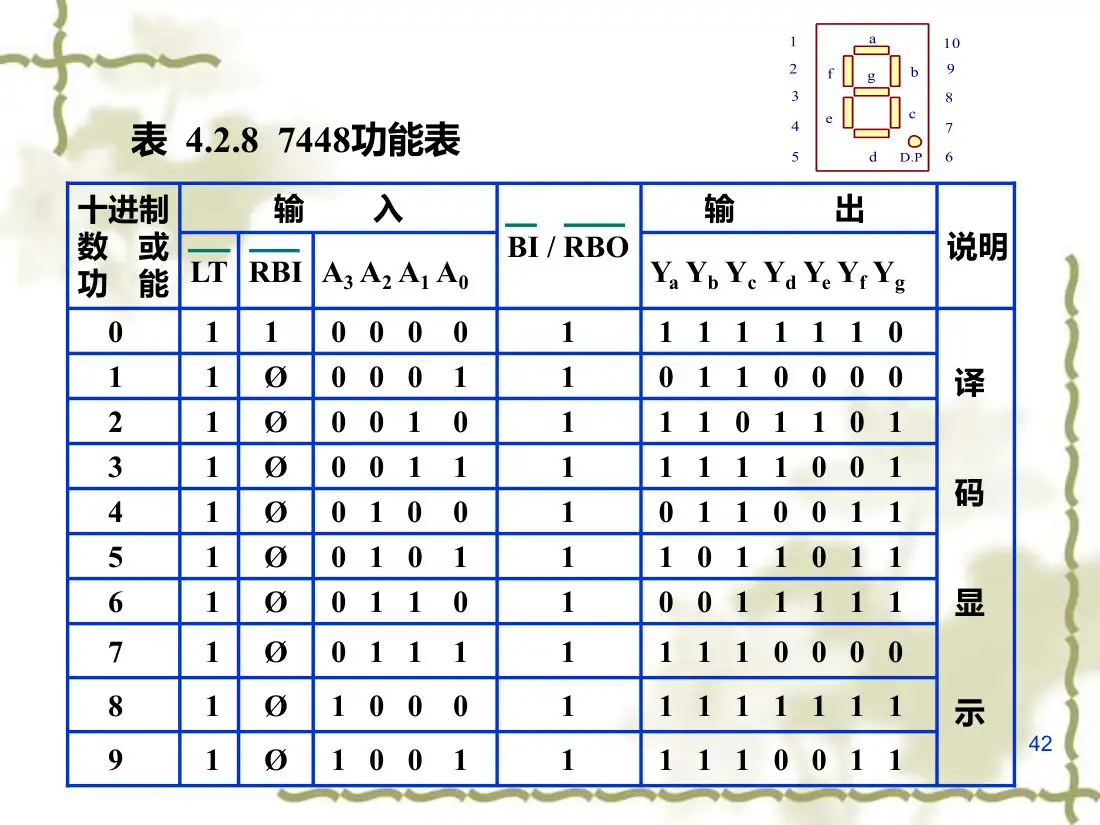 1 a 10
2 f g b 9
3 8
4 e c 7
5 d D.P 6
表 4.2.8 7448功能表
十进制数 或功 能 输 入 BI / RBO 输 出 说明
LT RBI A3 A2 A1 A0 Ya Yb Yc Yd Ye Yf Yg
0 1 1 0 0 0 0 1 1 1 1 1 1 1 0
1 1 Ø 0 0 0 1 1 0 1 1 0 0 0 0
2 1 Ø 0 0 1 0 1 1 1 0 1 1 0 1
3 1 Ø 0 0 1 1 1 1 1 1 1 0 0 1
4 1 Ø 0 1 0 0 1 0 1 1 0 0 1 1
5 1 Ø 0 1 0 1 1 1 0 1 1 0 1 1
6 1 Ø 0 1 1 0 1 0 0 1 1 1 1 1
7 1 Ø 0 1 1 1 1 1 1 1 0 0 0 0
8 1 Ø 1 0 0 0 1 1 1 1 1 1 1 1
9 1 Ø 1 0 0 1 1 1 1 1 0 0 1 1
译
码
显
示
42